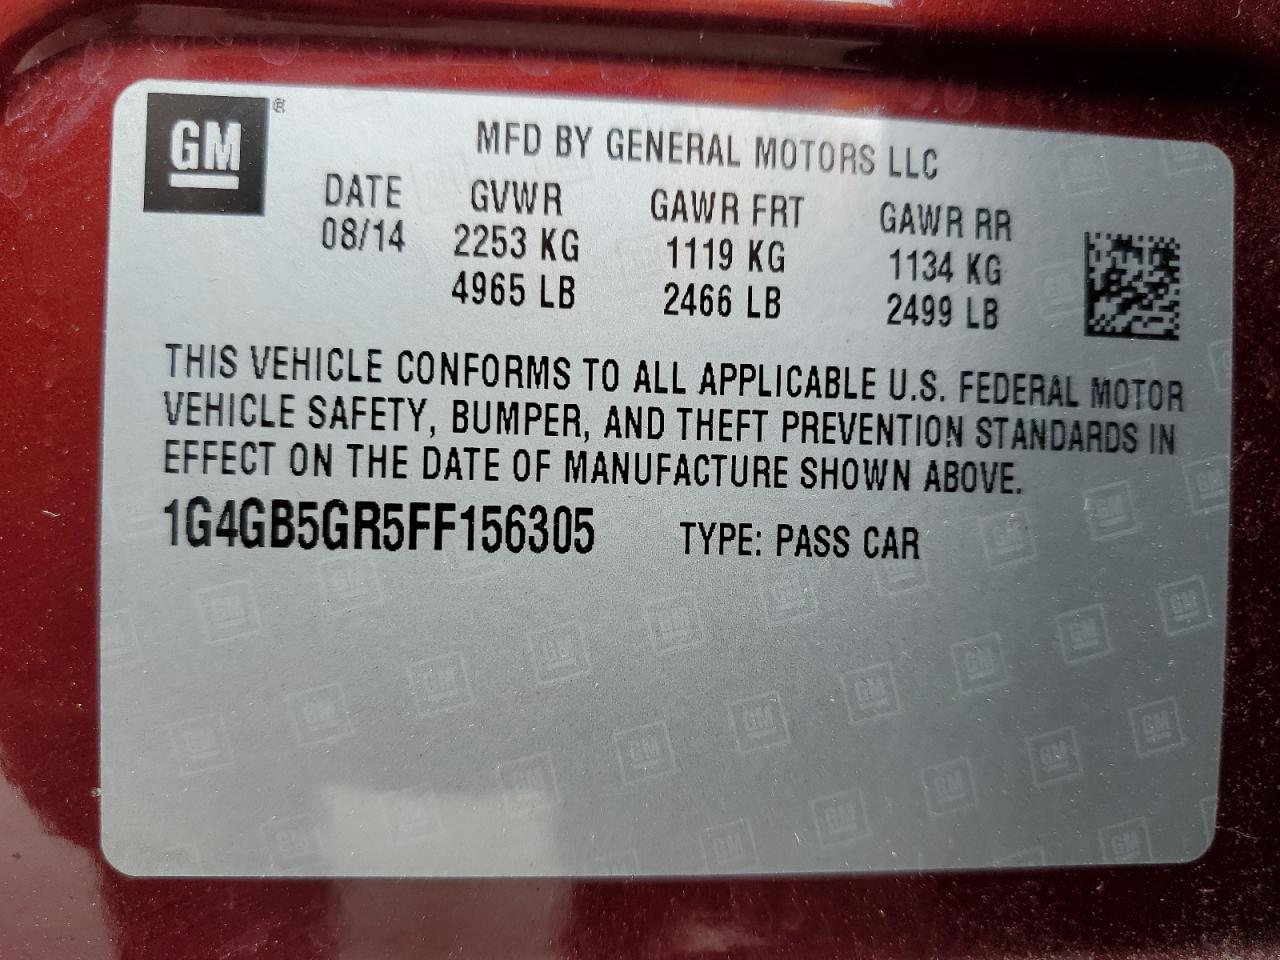 GM ®
MFD BY GENERAL MOTORS LLC
DATE GVWR GAWR FRT GAWR RR
08/14 2253 KG 1119 KG 1134 KG
4965 LB 2466 LB 2499 LB
THIS VEHICLE CONFORMS TO ALL APPLICABLE U.S. FEDERAL MOTOR
VEHICLE SAFETY, BUMPER, AND THEFT PREVENTION STANDARDS IN
EFFECT ON THE DATE OF MANUFACTURE SHOWN ABOVE.
1G4GB5GR5FF156305 TYPE: PASS CAR